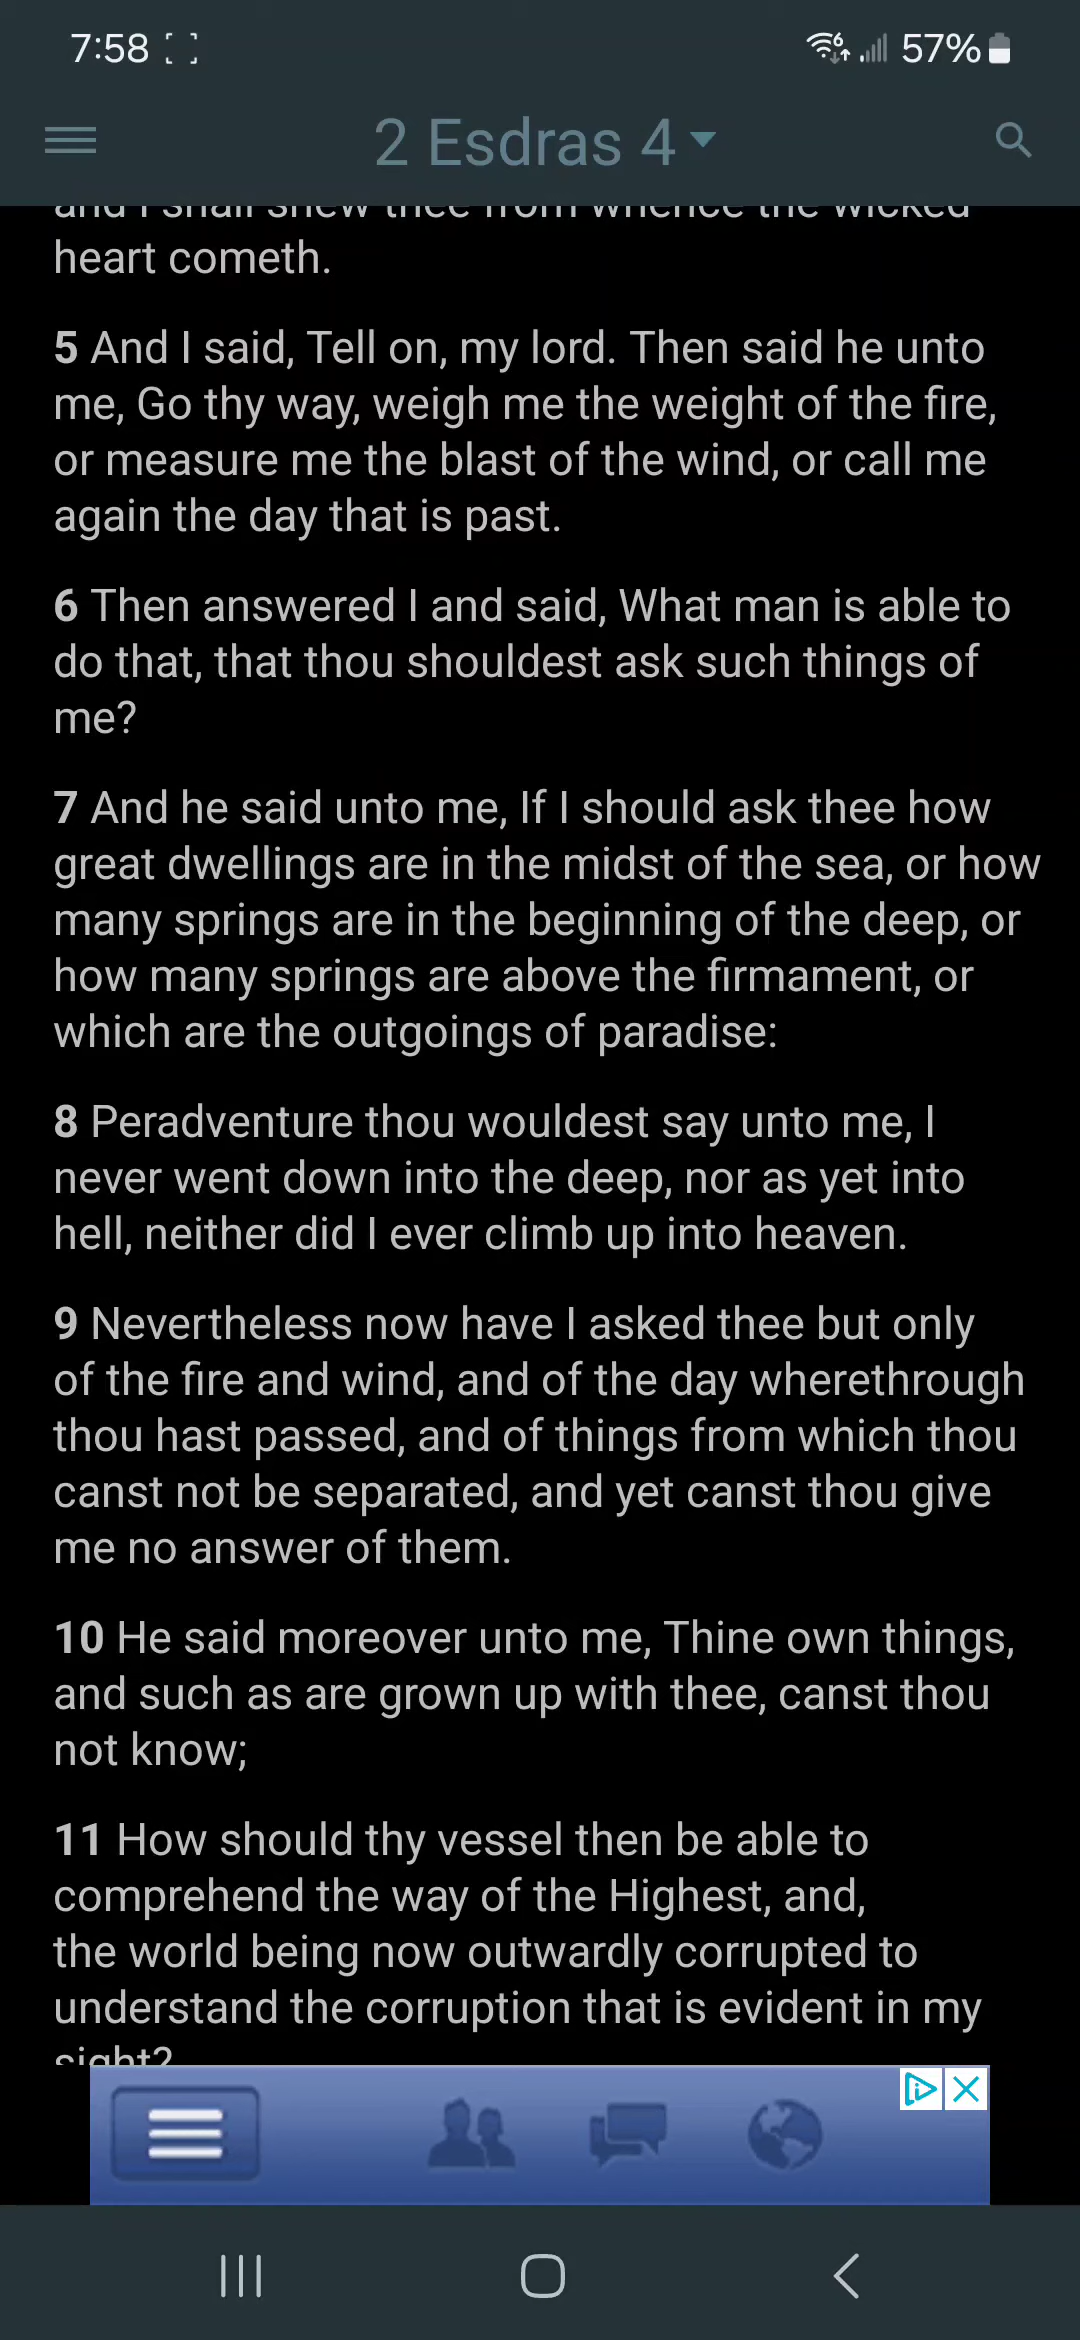 7:58
57%
2 Esdras 4
and I shall shew thee from whence the wicked
heart cometh.
5 And I said, Tell on, my lord. Then said he unto
me, Go thy way, weigh me the weight of the fire,
or measure me the blast of the wind, or call me
again the day that is past.
6 Then answered I and said, What man is able to
do that, that thou shouldest ask such things of
me?
7 And he said unto me, If I should ask thee how
great dwellings are in the midst of the sea, or how
many springs are in the beginning of the deep, or
how many springs are above the firmament, or
which are the outgoings of paradise:
8 Peradventure thou wouldest say unto me, I
never went down into the deep, nor as yet into
hell, neither did I ever climb up into heaven.
9 Nevertheless now have I asked thee but only
of the fire and wind, and of the day wherethrough
thou hast passed, and of things from which thou
canst not be separated, and yet canst thou give
me no answer of them.
10 He said moreover unto me, Thine own things,
and such as are grown up with thee, canst thou
not know;
11 How should thy vessel then be able to
comprehend the way of the Highest, and,
the world being now outwardly corrupted to
understand the corruption that is evident in my
sight?